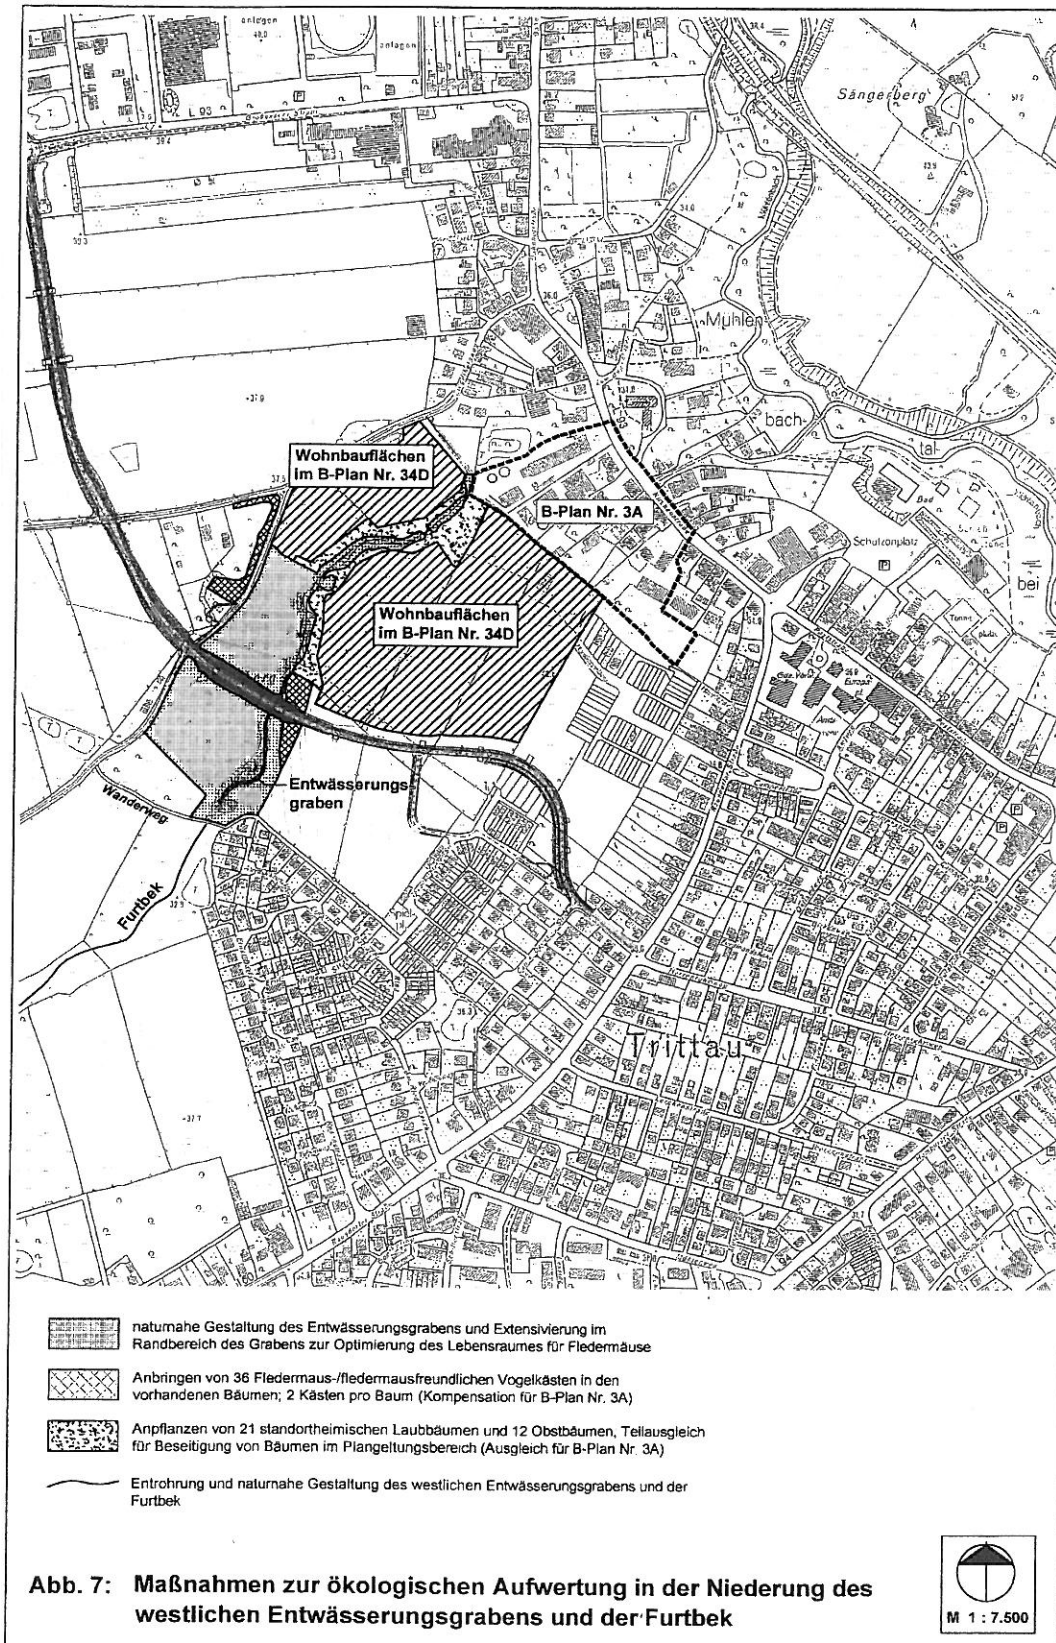 anlagen
anlagen
L 93
P
Sängerberg
Mühlen
bach-
tal
bei
Bad
Schützenplatz
P
Wohnbauflächen
im B-Plan Nr. 34D
B-Plan Nr. 3A
Wohnbauflächen
im B-Plan Nr. 34D
Entwässerungs
graben
Wanderweg
Furtbek
P
P
Trittau
naturnahe Gestaltung des Entwässerungsgrabens und Extensivierung im
Randbereich des Grabens zur Optimierung des Lebensraumes für Fledermäuse
Anbringen von 36 Fledermaus-/fledermausfreundlichen Vogelkästen in den
vorhandenen Bäumen; 2 Kästen pro Baum (Kompensation für B-Plan Nr. 3A)
Anpflanzen von 21 standortheimischen Laubbäumen und 12 Obstbäumen, Teilausgleich
für Beseitigung von Bäumen im Plangeltungsbereich (Ausgleich für B-Plan Nr. 3A)
Entrohrung und naturnahe Gestaltung des westlichen Entwässerungsgrabens und der
Furtbek
Abb. 7: Maßnahmen zur ökologischen Aufwertung in der Niederung des
westlichen Entwässerungsgrabens und der Furtbek
M 1 : 7.500